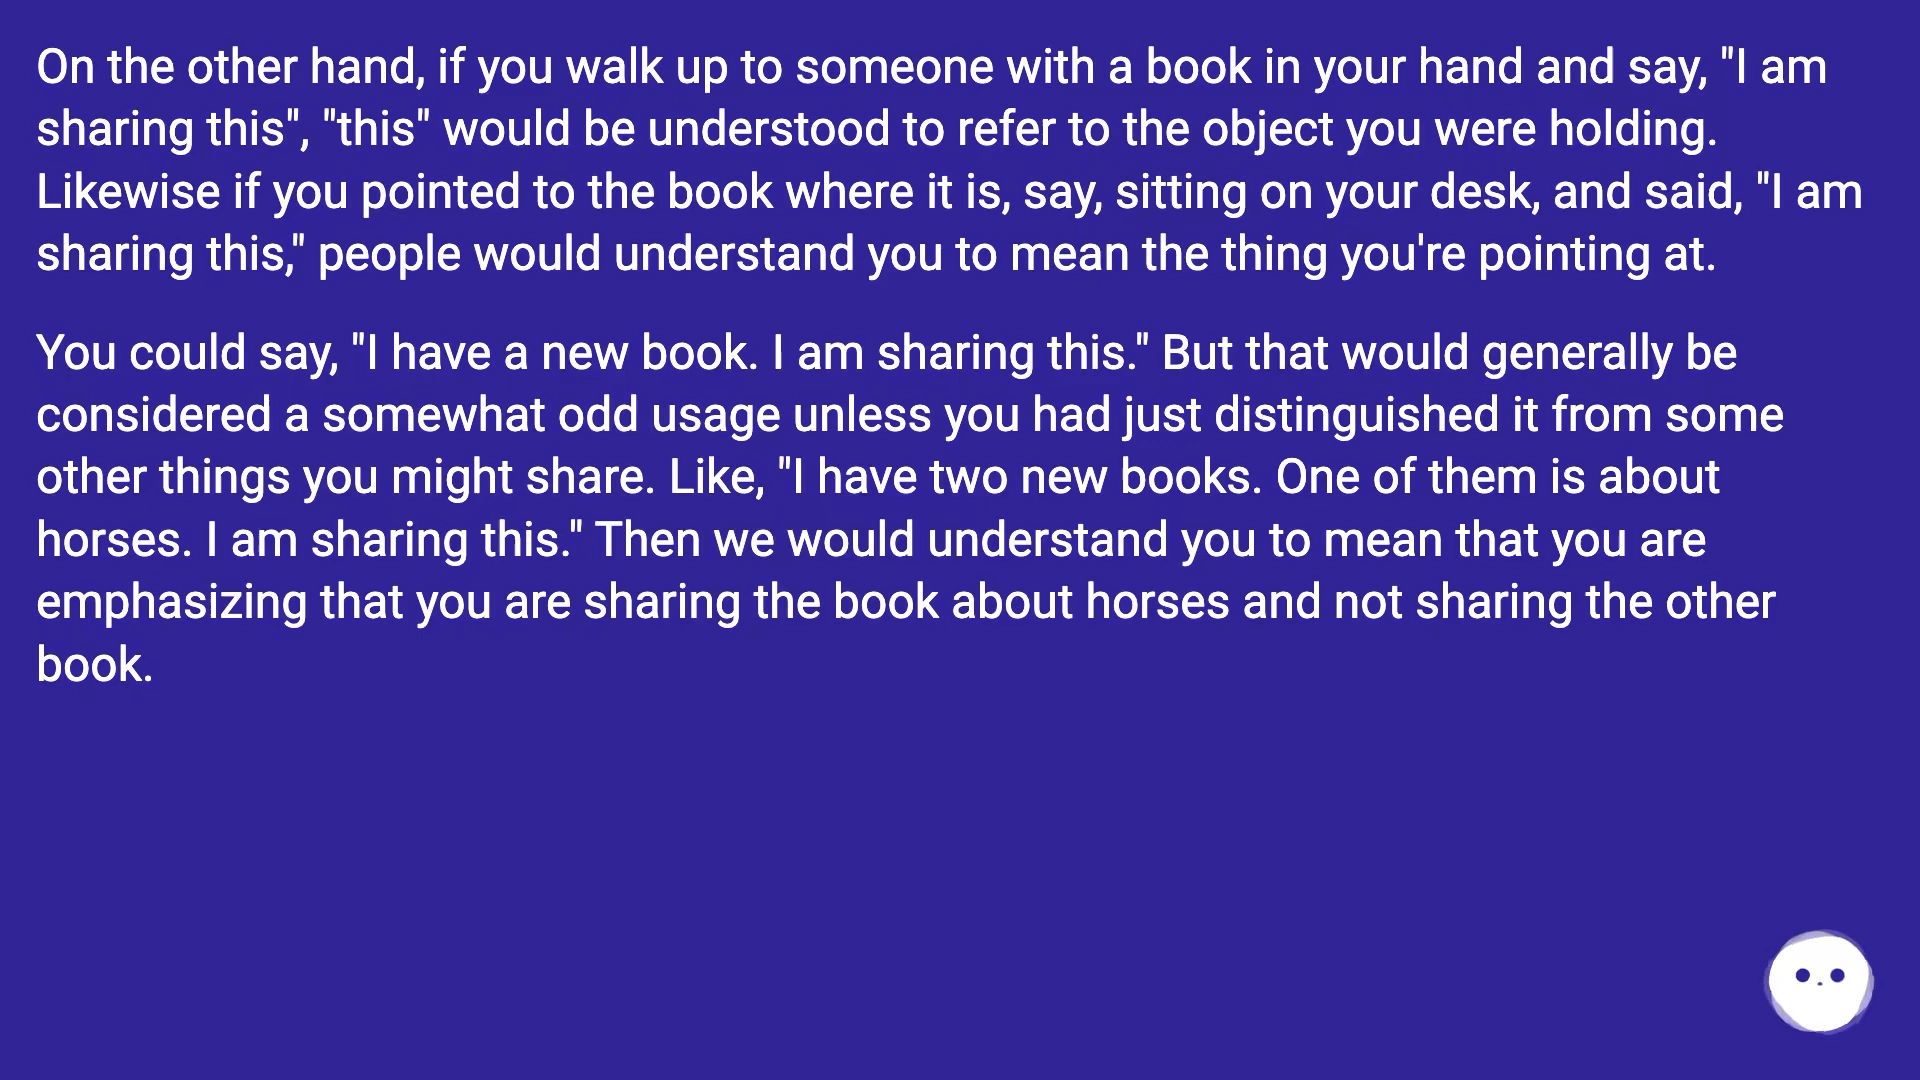 On the other hand, if you walk up to someone with a book in your hand and say, "I am
sharing this", "this" would be understood to refer to the object you were holding.
Likewise if you pointed to the book where it is, say, sitting on your desk, and said, "I am
sharing this," people would understand you to mean the thing you're pointing at.
You could say, "I have a new book. I am sharing this." But that would generally be
considered a somewhat odd usage unless you had just distinguished it from some
other things you might share. Like, "I have two new books. One of them is about
horses. I am sharing this." Then we would understand you to mean that you are
emphasizing that you are sharing the book about horses and not sharing the other
book.